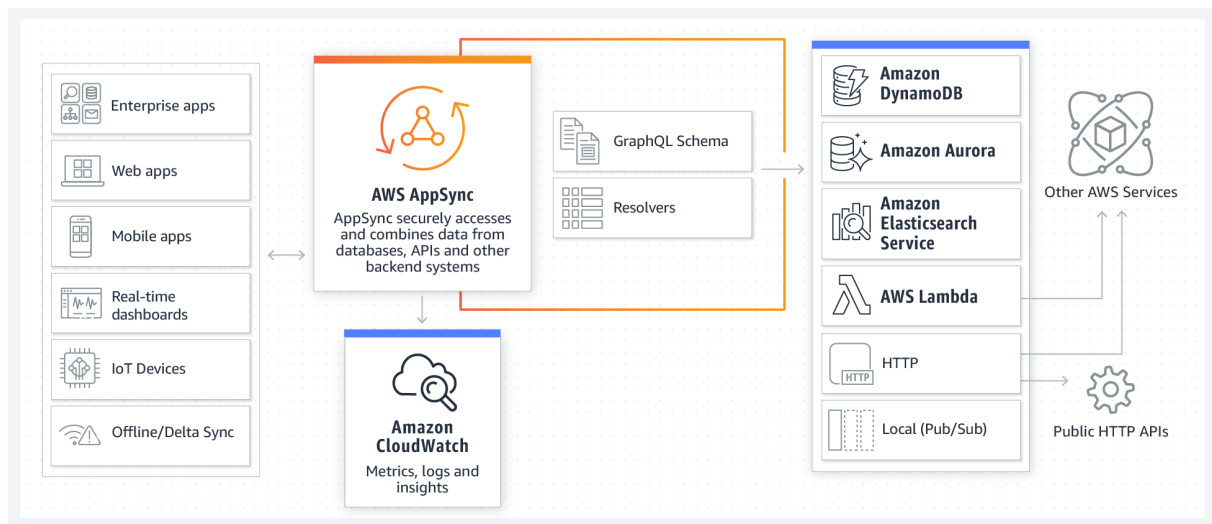 Enterprise apps
Web apps
Mobile apps
Real-time
dashboards
IoT Devices
Offline/Delta Sync
AWS AppSync
AppSync securely accesses
and combines data from
databases, APIs and other
backend systems
Amazon
CloudWatch
Metrics, logs and
insights
GraphQL Schema
Resolvers
Amazon
DynamoDB
Amazon Aurora
Amazon
Elasticsearch
Service
AWS Lambda
HTTP
HTTP
Local (Pub/Sub)
Other AWS Services
Public HTTP APIs